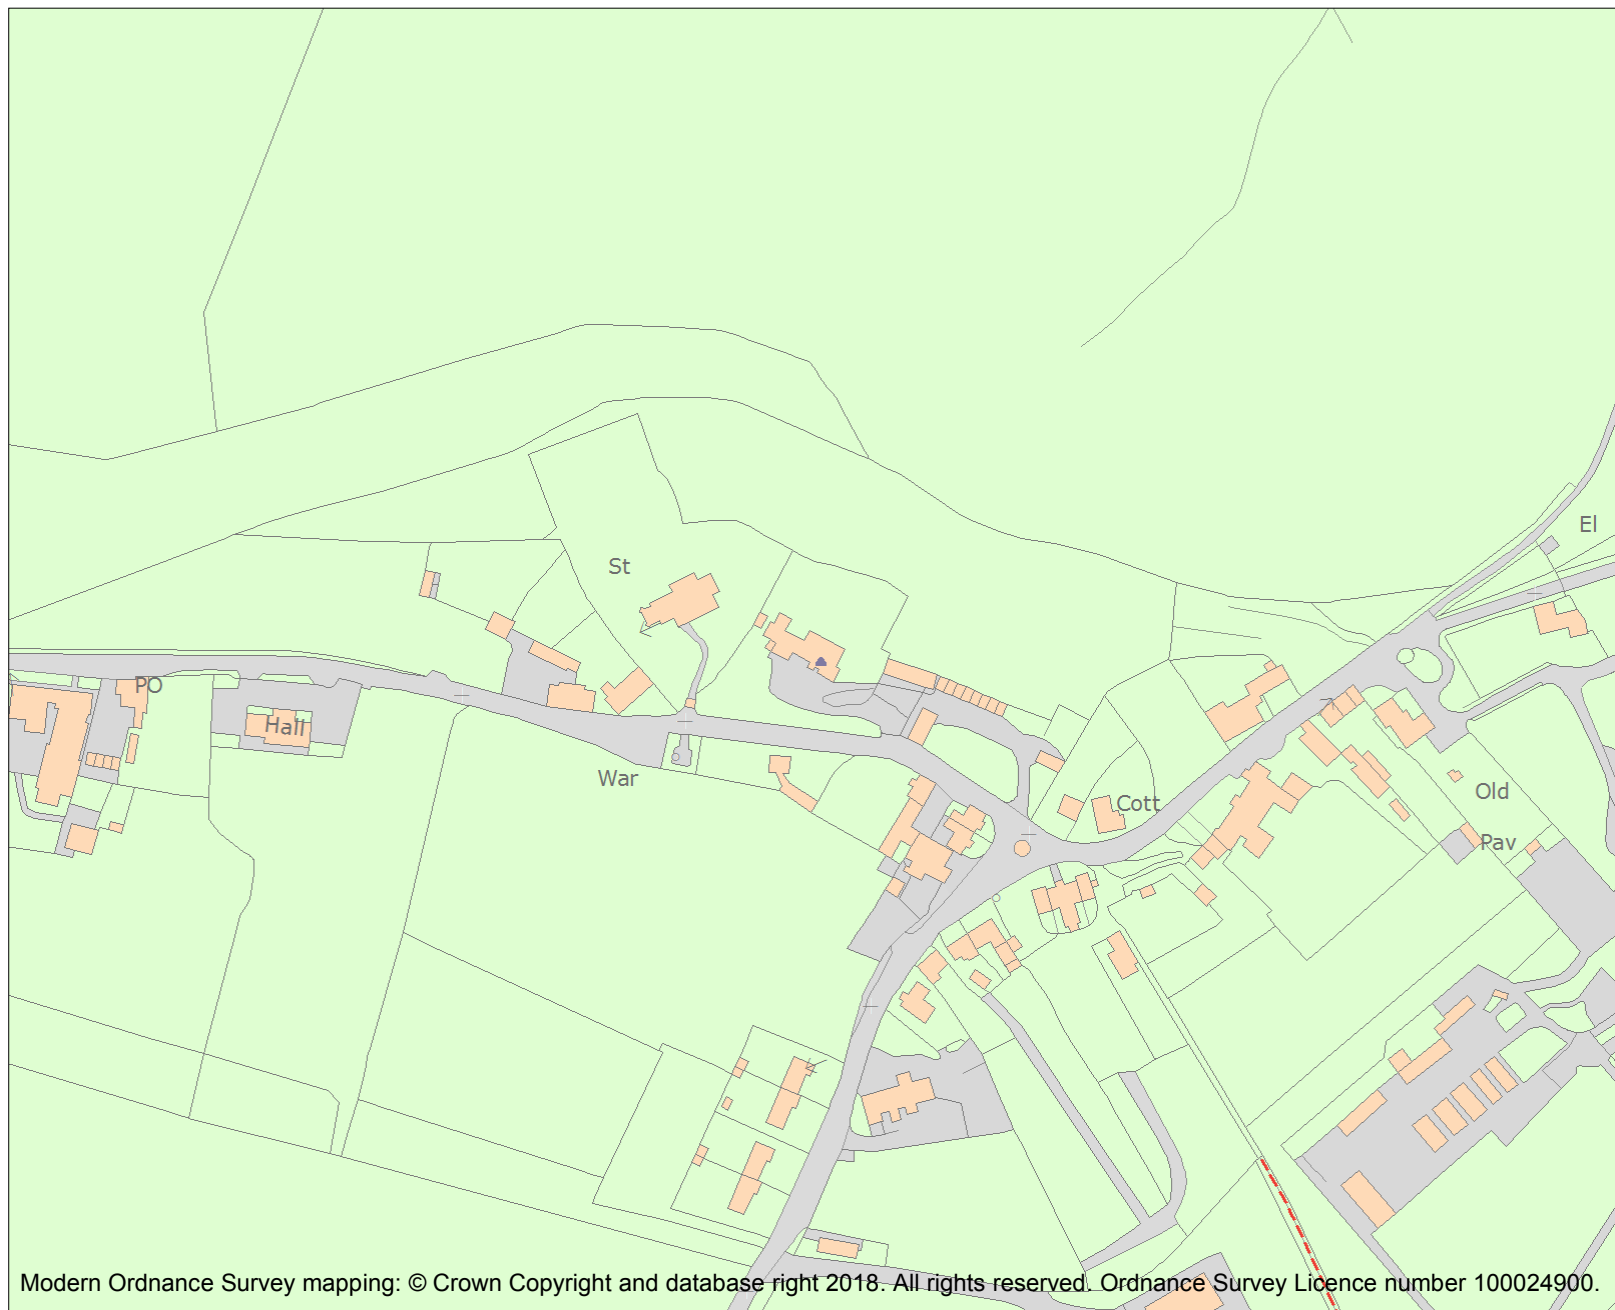 El
St
PO
Hall
War
Cott
Old
Pav
Modern Ordnance Survey mapping: © Crown Copyright and database right 2018. All rights reserved. Ordnance Survey Licence number 100024900.